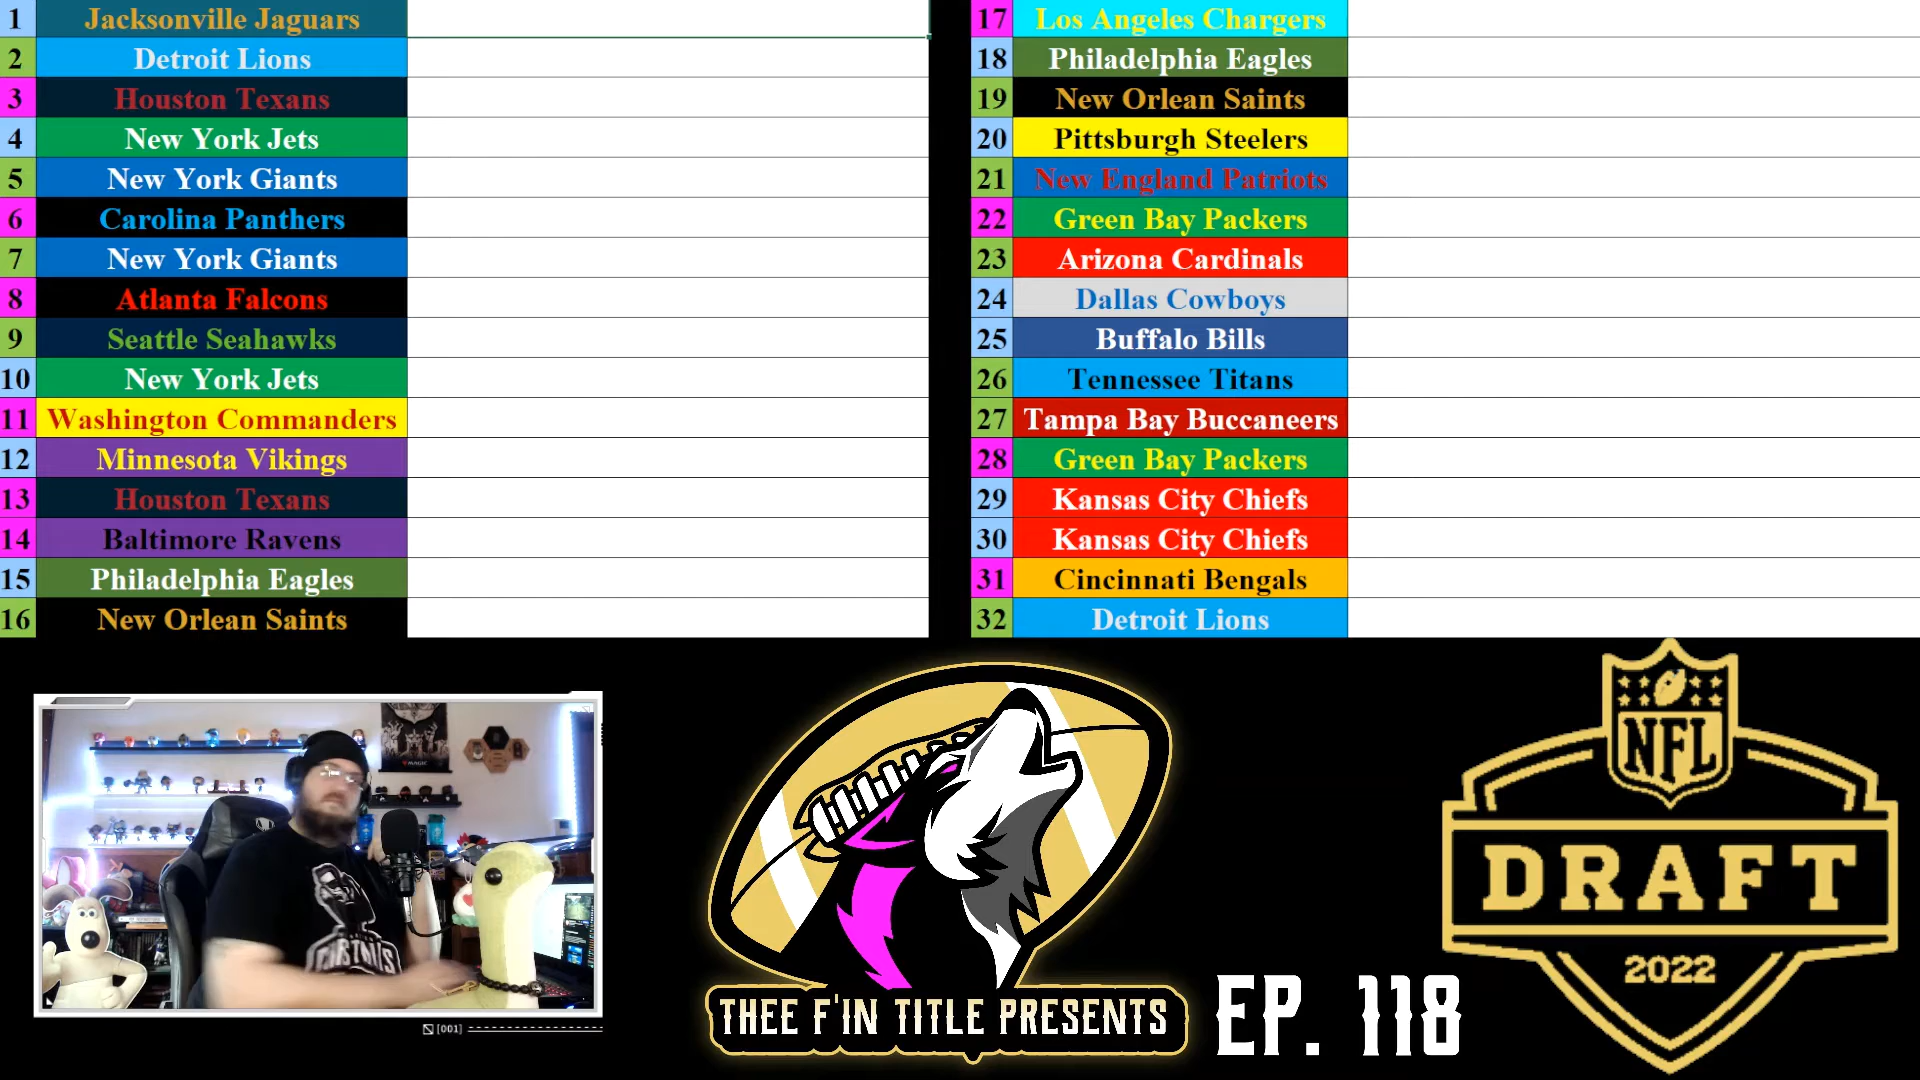 1 Jacksonville Jaguars
2 Detroit Lions
3 Houston Texans
4 New York Jets
5 New York Giants
6 Carolina Panthers
7 New York Giants
8 Atlanta Falcons
9 Seattle Seahawks
10 New York Jets
11 Washington Commanders
12 Minnesota Vikings
13 Houston Texans
14 Baltimore Ravens
15 Philadelphia Eagles
16 New Orlean Saints
17 Los Angeles Chargers
18 Philadelphia Eagles
19 New Orlean Saints
20 Pittsburgh Steelers
21 New England Patriots
22 Green Bay Packers
23 Arizona Cardinals
24 Dallas Cowboys
25 Buffalo Bills
26 Tennessee Titans
27 Tampa Bay Buccaneers
28 Green Bay Packers
29 Kansas City Chiefs
30 Kansas City Chiefs
31 Cincinnati Bengals
32 Detroit Lions
MAGIC
[001]
THEE F'IN TITLE PRESENTS
EP. 118
NFL
DRAFT
2022